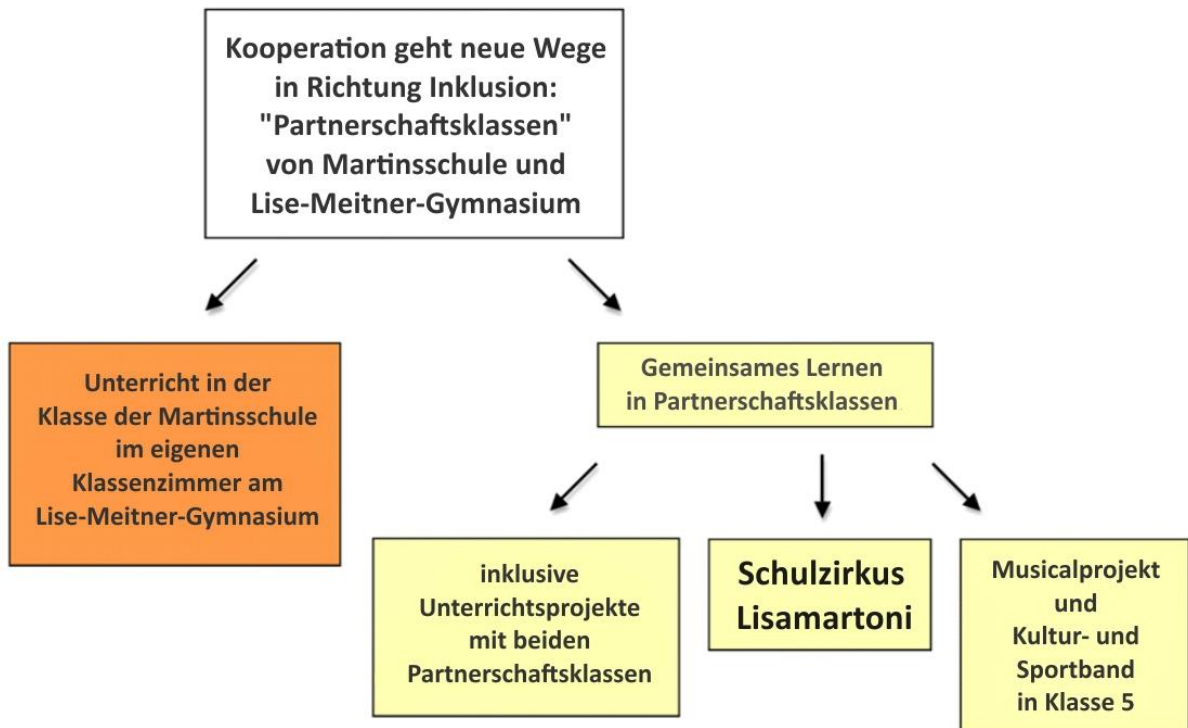 Kooperation geht neue Wege
in Richtung Inklusion:
"Partnerschaftsklassen"
von Martinsschule und
Lise-Meitner-Gymnasium
Unterricht in der
Klasse der Martinsschule
im eigenen
Klassenzimmer am
Lise-Meitner-Gymnasium
Gemeinsames Lernen
in Partnerschaftsklassen
inklusive
Unterrichtsprojekte
mit beiden
Partnerschaftsklassen
Schulzirkus
Lisamartoni
Musicalprojekt
und
Kultur- und
Sportband
in Klasse 5